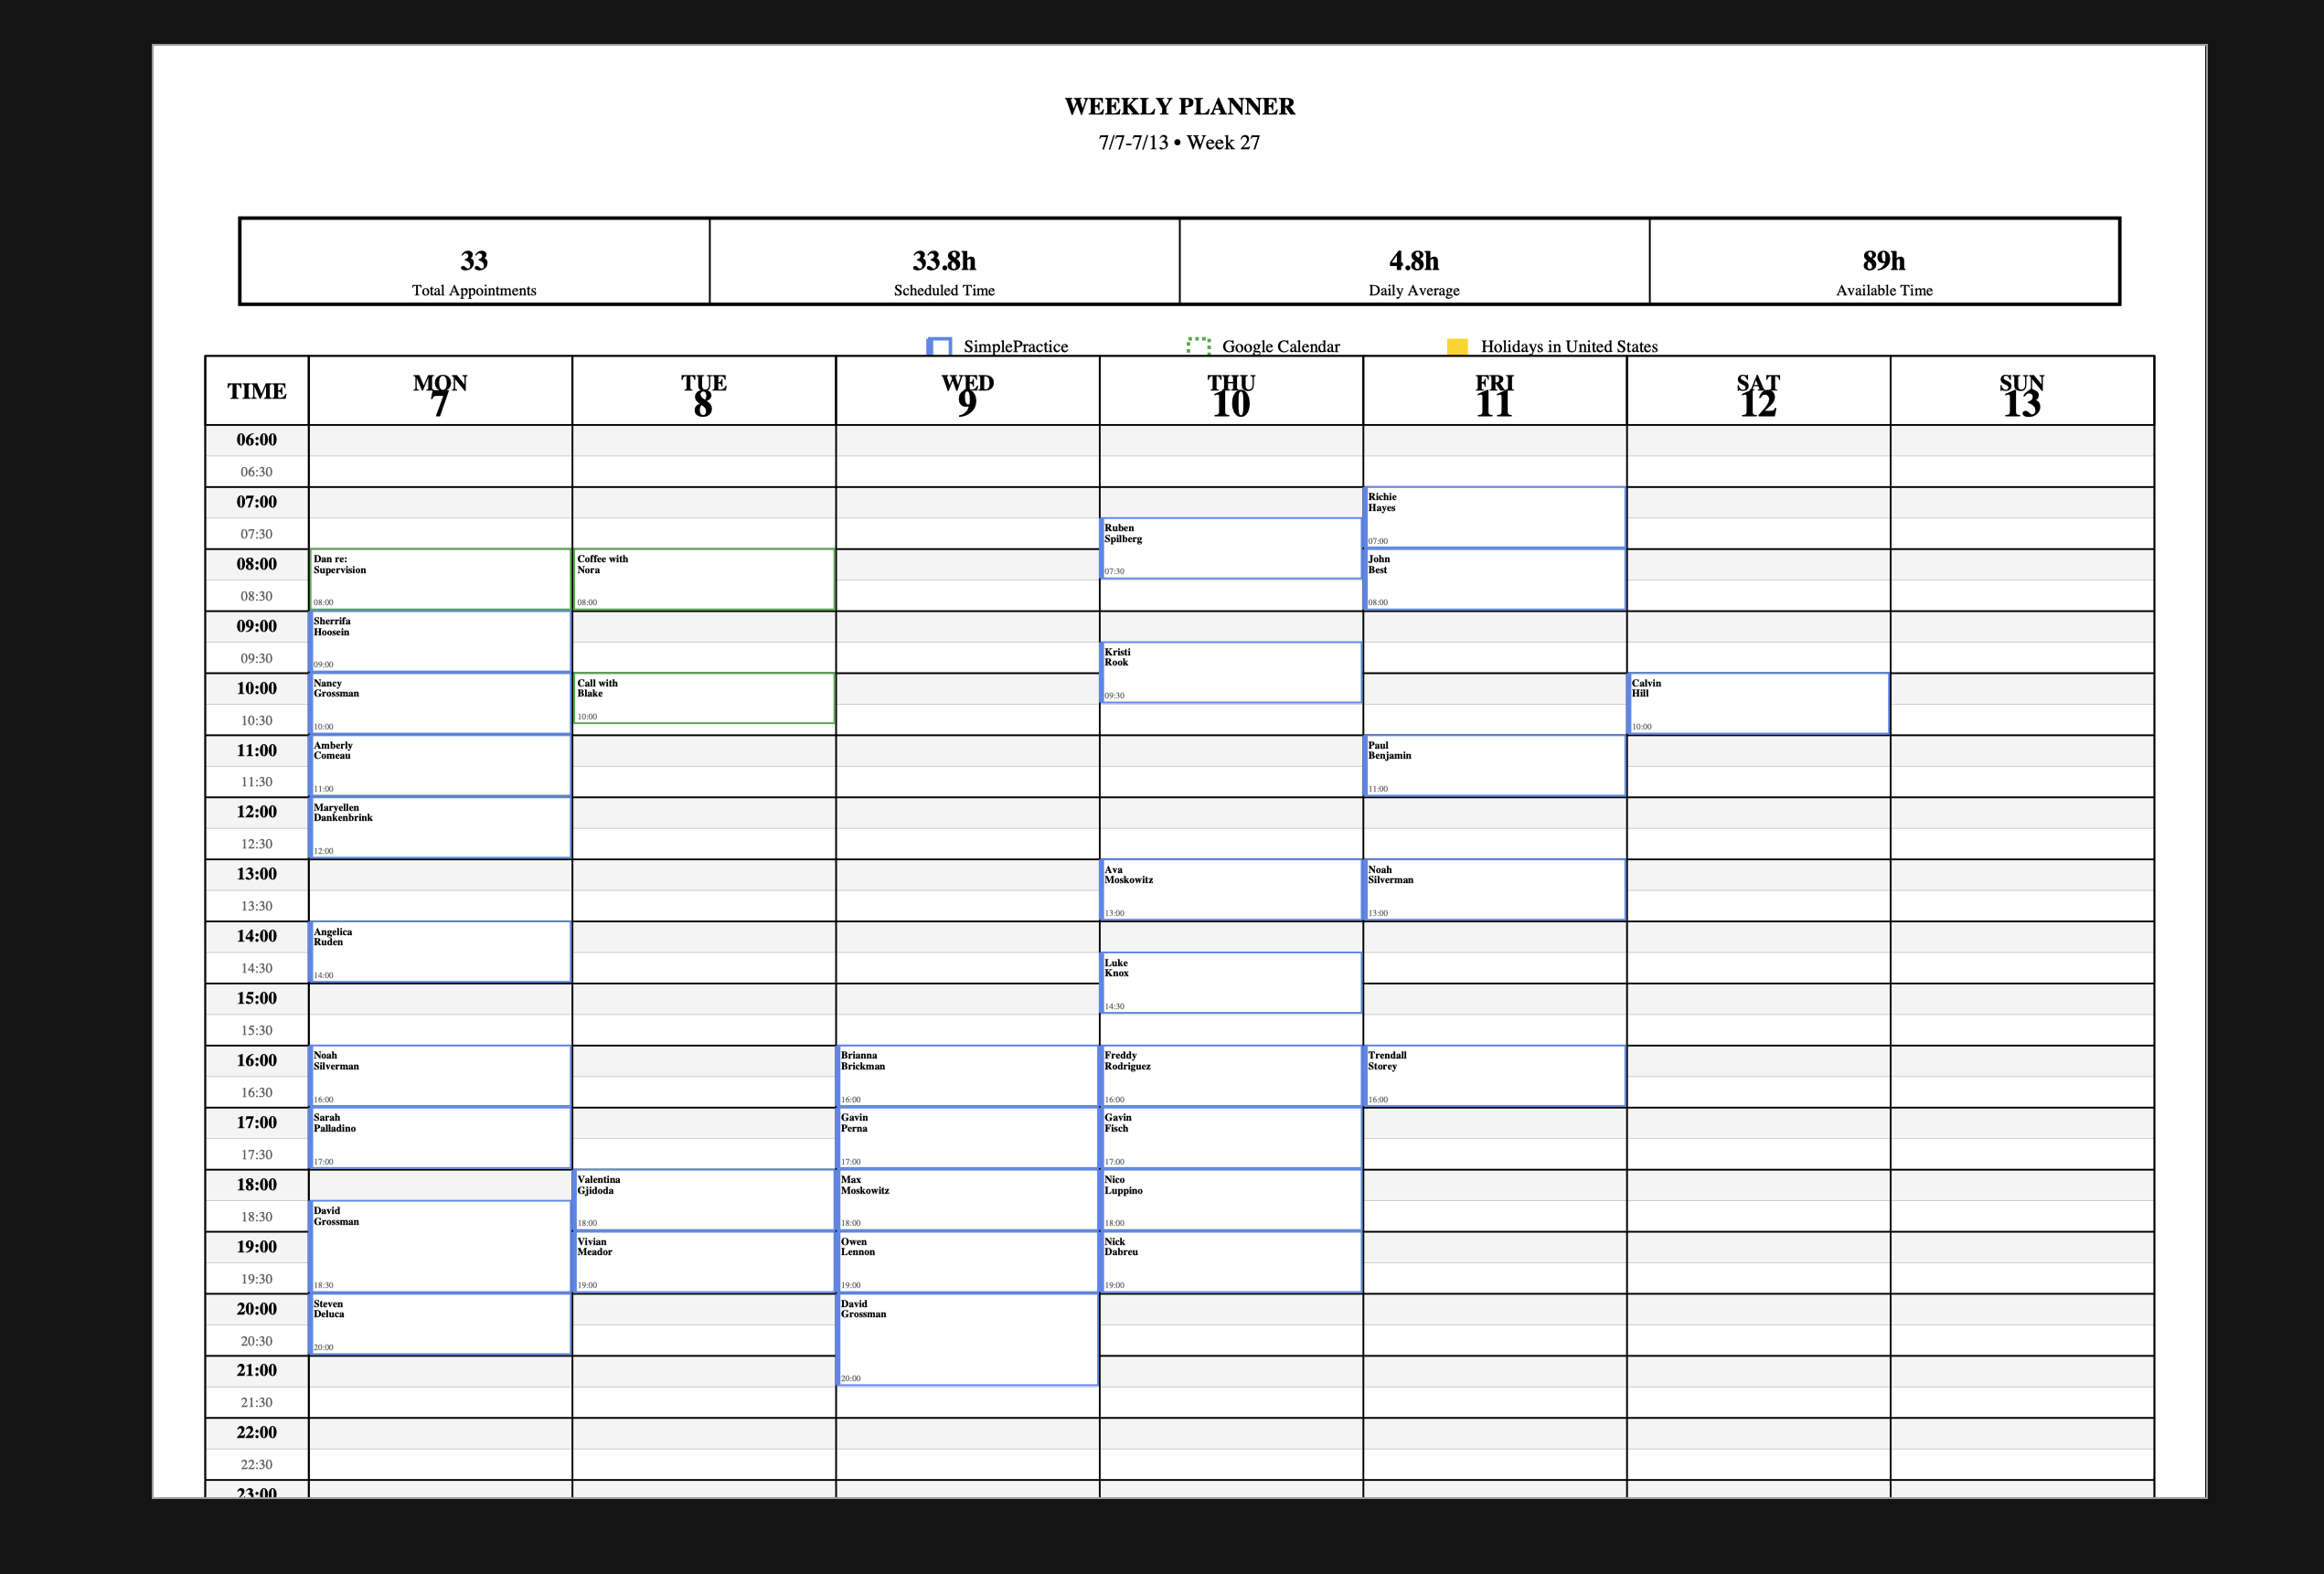 WEEKLY PLANNER
7/7-7/13 • Week 27
33
Total Appointments
33.8h
Scheduled Time
4.8h
Daily Average
89h
Available Time
SimplePractice
Google Calendar
Holidays in United States
TIME
MON
7
TUE
8
WED
9
THU
10
FRI
11
SAT
12
SUN
13
06:00
06:30
07:00
Richie
Hayes
07:00
07:30
Ruben
Spilberg
07:30
08:00
Dan re:
Supervision
08:00
Coffee with
Nora
08:00
John
Best
08:00
08:30
09:00
Sherrifa
Hoosein
09:00
09:30
Kristi
Rook
09:30
10:00
Nancy
Grossman
10:00
Call with
Blake
10:00
Calvin
Hill
10:00
10:30
11:00
Amberly
Comeau
11:00
Paul
Benjamin
11:00
11:30
12:00
Maryellen
Dankenbrink
12:00
12:30
13:00
Ava
Moskowitz
13:00
Noah
Silverman
13:00
13:30
14:00
Angelica
Ruden
14:00
14:30
Luke
Knox
14:30
15:00
15:30
16:00
Noah
Silverman
16:00
Brianna
Brickman
16:00
Freddy
Rodriguez
16:00
Trendall
Storey
16:00
16:30
17:00
Sarah
Palladino
17:00
Gavin
Perna
17:00
Gavin
Fisch
17:00
17:30
18:00
Valentina
Gjidoda
18:00
Max
Moskowitz
18:00
Nico
Luppino
18:00
18:30
David
Grossman
18:30
19:00
Vivian
Meador
19:00
Owen
Lennon
19:00
Nick
Dabreu
19:00
19:30
20:00
Steven
Deluca
20:00
David
Grossman
20:00
20:30
21:00
21:30
22:00
22:30
23:00